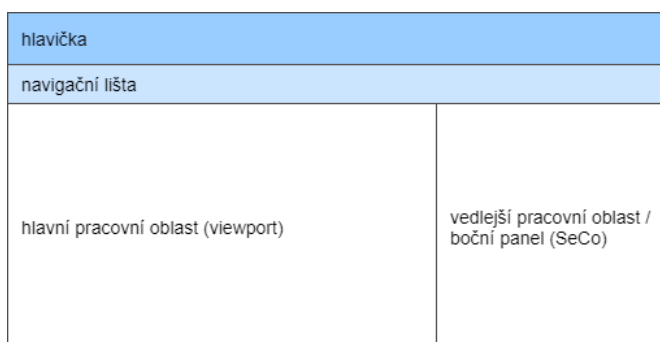 hlavička
navigační lišta
hlavní pracovní oblast (viewport)
vedlejší pracovní oblast /
boční panel (SeCo)